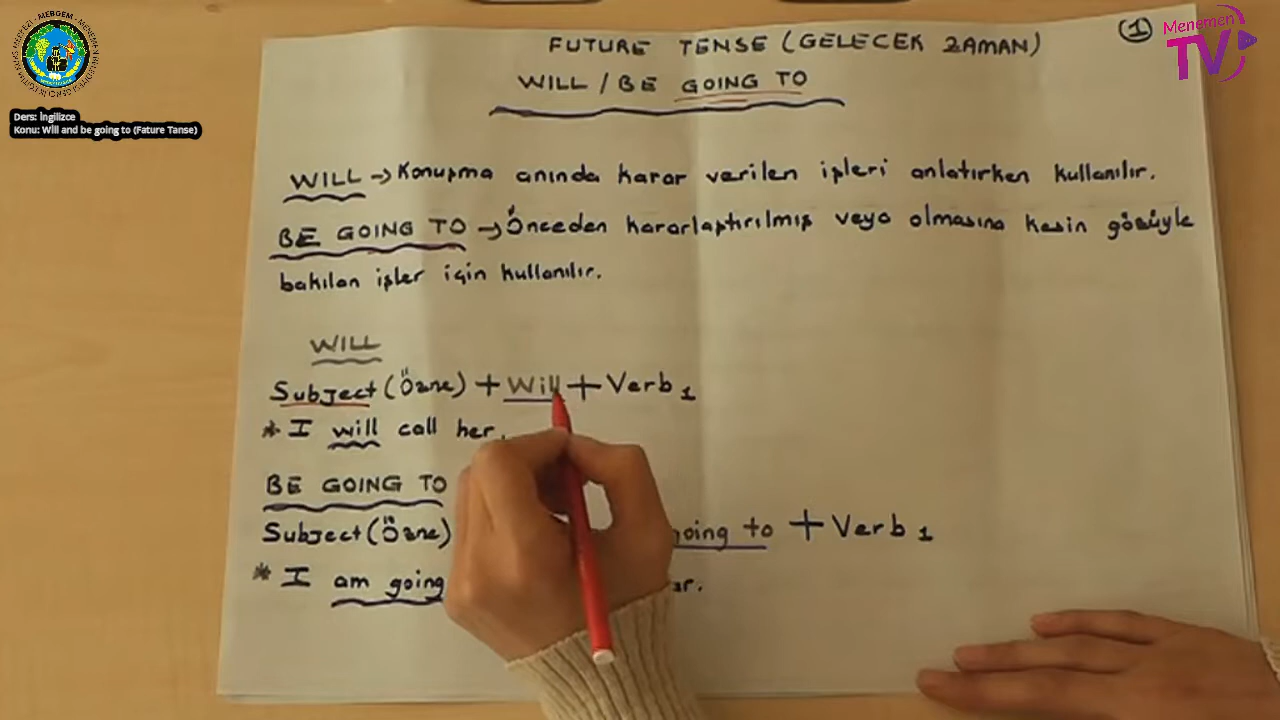 FUTURE TENSE (GELECEK ZAMAN)
1
WILL / BE GOING TO
Menemen
TV
Ders: İngilizce
Konu: Will and be going to (Fature Tanse)
WILL → Konuşma anında karar verilen işleri anlatırken kullanılır.
BE GOING TO → Önceden kararlaştırılmış veya olmasına kesin gözüyle
bakılan işler için kullanılır.
WILL
Subject (Özne) + Will + Verb 1
* I will call her.
BE GOING TO
Subject (Özne) going to + Verb 1
* I am going